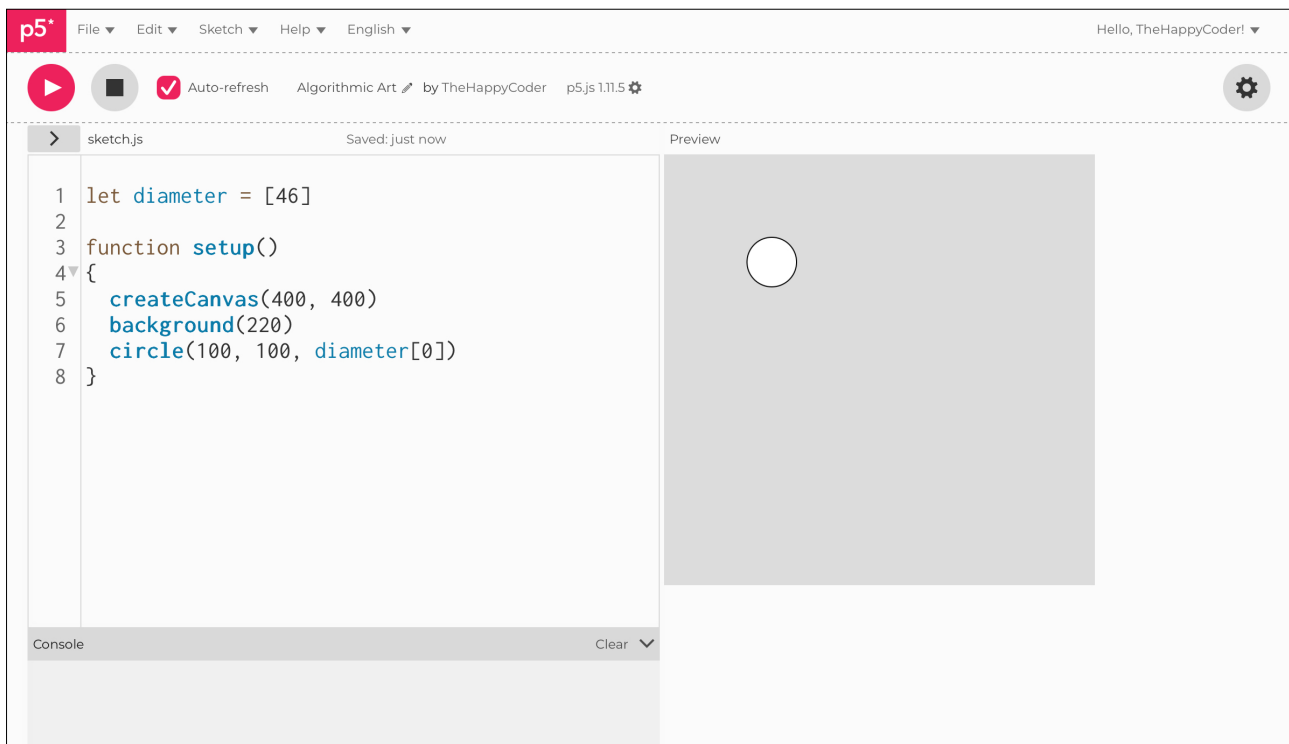 p5* File Edit Sketch Help English Hello, TheHappyCoder!
Auto-refresh Algorithmic Art by TheHappyCoder p5.js 1.11.5
sketch.js Saved: just now Preview
1 let diameter = [46]
2
3 function setup()
4 {
5 createCanvas(400, 400)
6 background(220)
7 circle(100, 100, diameter[0])
8 }
Console Clear